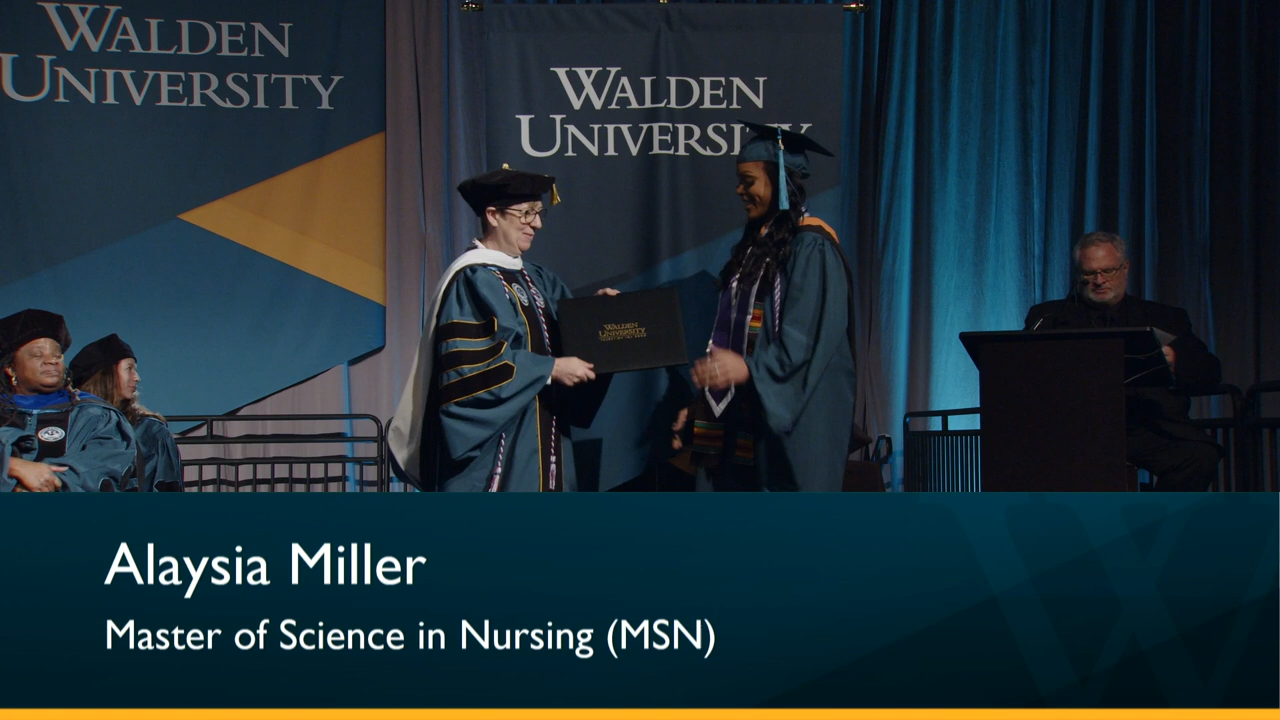 WALDEN
UNIVERSITY
WALDEN
UNIVERSITY
WALDEN
UNIVERSITY
Alaysia Miller
Master of Science in Nursing (MSN)